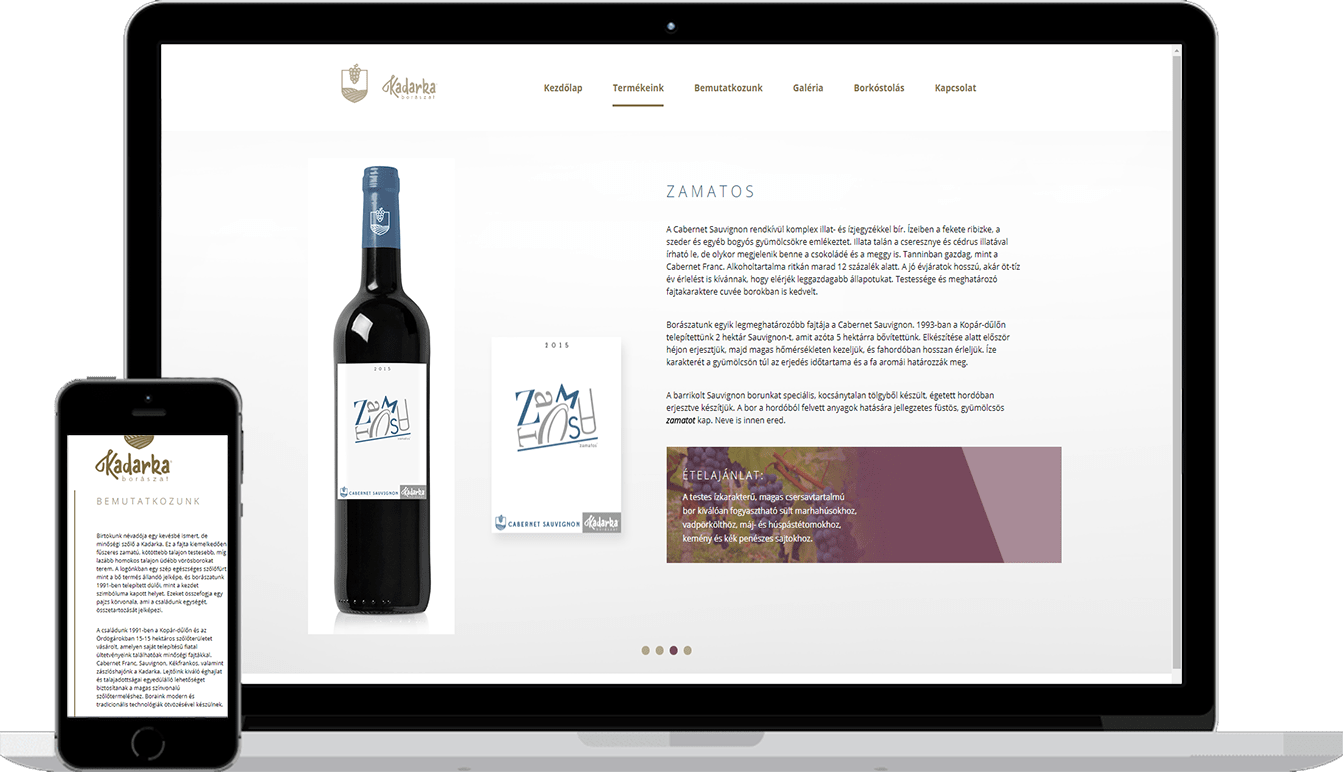 Kadarka
borászat
Kezdőlap
Termékeink
Bemutatkozunk
Galéria
Borkóstolás
Kapcsolat
2015
ZAMATOS
zamatos
CABERNET SAUVIGNON
Kadarka
2015
ZAMATOS
zamatos
CABERNET SAUVIGNON
Kadarka
borászat
ZAMATOS
A Cabernet Sauvignon rendkívül komplex illat- és ízjegyzékkel bír. Ízeiben a fekete ribizke, a
szeder és egyéb bogyós gyümölcsökre emlékeztet. Illata talán a cseresznye és cédrus illatával
írható le, de olykor megjelenik benne a csokoládé és a meggy is. Tanninban gazdag, mint a
Cabernet Franc. Alkoholtartalma ritkán marad 12 százalék alatt. A jó évjáratok hosszú, akár öt-tíz
év érlelést is kívánnak, hogy elérjék leggazdagabb állapotukat. Testessége és meghatározó
fajtakaraktere cuvée borokban is kedvelt.
Borászatunk egyik legmeghatározóbb fajtája a Cabernet Sauvignon. 1993-ban a Kopár-dűlőn
telepítettünk 2 hektár Sauvignon-t, amit azóta 5 hektárra bővítettünk. Elkészítése alatt először
héjon erjesztjük, majd magas hőmérsékleten kezeljük, és fahordóban hosszan érleljük. Íze
karakterét a gyümölcsön túl az erjedés időtartama és a fa aromái határozzák meg.
A barrikolt Sauvignon borunkat speciális, kocsánytalan tölgyből készült, égetett hordóban
erjesztve készítjük. A bor a hordóból felvett anyagok hatására jellegzetes füstös, gyümölcsös
zamatot kap. Neve is innen ered.
ÉTELAJÁNLAT:
A testes ízkarakterű, magas csersavtartalmú
bor kiválóan fogyasztható sült marhahúsokhoz,
vadpörkölthöz, máj- és húspástétomokhoz,
kemény és kék penészes sajtokhoz.
Kadarka
borászat
BEMUTATKOZUNK
Birtokunk névadója egy kevésbé ismert, de
minőségi szőlő a Kadarka. Ez a fajta kiemelkedően
fűszeres zamatú, kötöttebb talajon testesebb, míg
lazább homokos talajon üdébb vörösborokat
terem. A logónkban egy szép egészséges szőlőfürt,
mint a bő termés állandó jelképe, és borászatunk
1991-ben telepített dűlői, mint a kezdet
szimbóluma kapott helyet. Ezeket összefogja egy
pajzs körvonala, ami a családunk egységét,
összetartozását jelképezi.
A családunk 1991-ben a Kopár-dűlőn és az
Ördögárokban 15-15 hektáros szőlőterületet
vásárolt, amelyen saját telepítésű fiatal
ültetvényeink találhatóak minőségi fajtákkal.
Cabernet Franc, Sauvignon, Kékfrankos, valamint
zászlóshajónk a Kadarka. Lejtőink kiváló éghajlat
és talajadottságai egyedülálló lehetőséget
biztosítanak a magas színvonalú
szőlőtermeléshez. Boraink modern és
tradicionális technológiák ötvözésével készülnek.